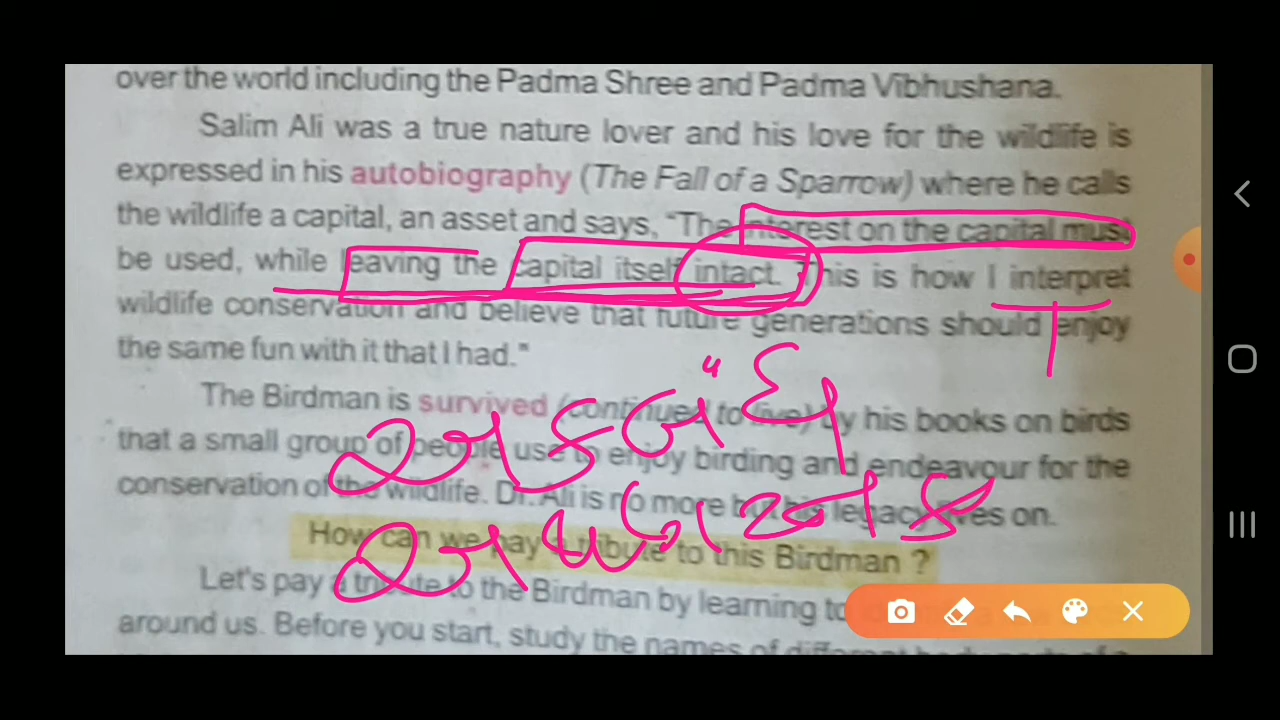 over the world including the Padma Shree and Padma Vibhushana.
Salim Ali was a true nature lover and his love for the wildlife is
expressed in his autobiography (The Fall of a Sparrow) where he calls
the wildlife a capital, an asset and says, “The interest on the capital must
be used, while leaving the capital itself intact. This is how I interpret
wildlife conservation and believe that future generations should enjoy
the same fun with it that I had."
The Birdman is survived (continued to live) by his books on birds
that a small group of people use to enjoy birding and endeavour for the
conservation of the wildlife. Dr. Ali is no more but his legacy lives on.
How can we pay a tribute to this Birdman ?
Let's pay a tribute to the Birdman by learning to
around us. Before you start, study the names of different body parts of a